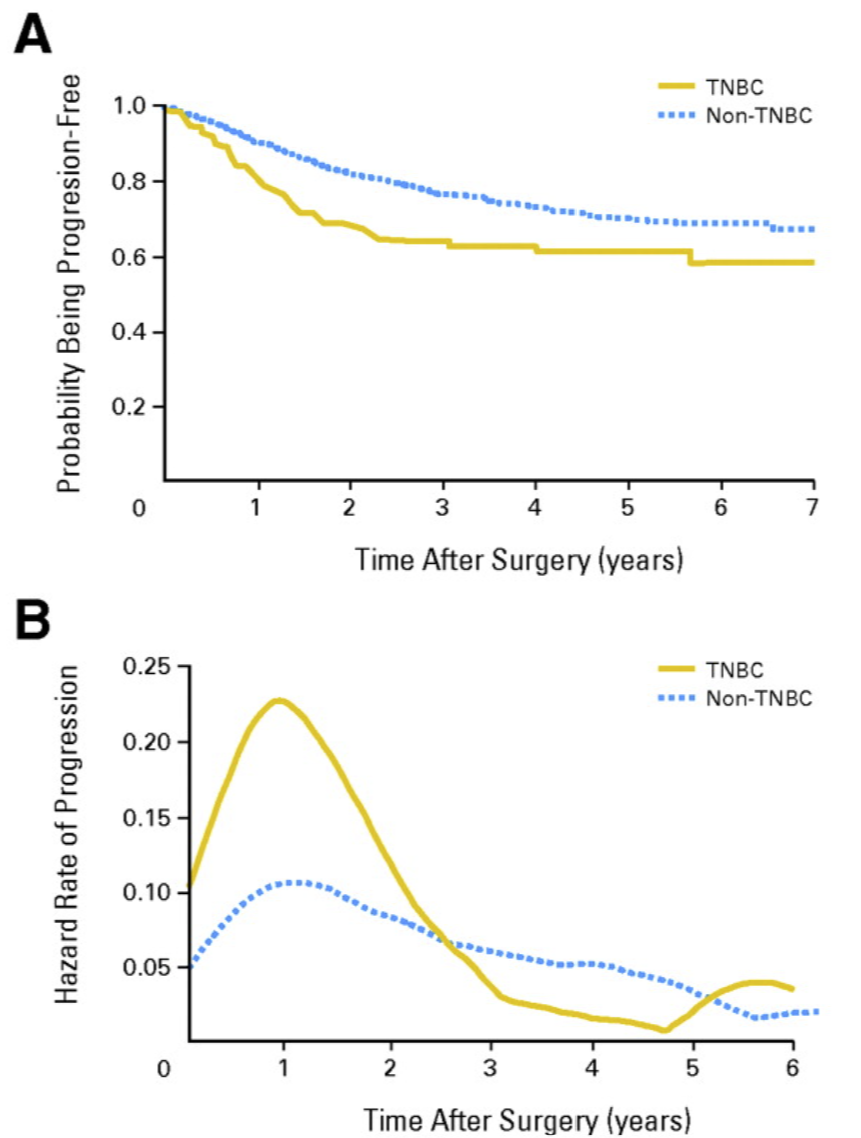 A
Probability Being Progresion-Free
TNBC
Non-TNBC
1.0
0.8
0.6
0.4
0.2
0
1 2 3 4 5 6 7
Time After Surgery (years)
B
Hazard Rate of Progression
TNBC
Non-TNBC
0.25
0.20
0.15
0.10
0.05
0
1 2 3 4 5 6
Time After Surgery (years)